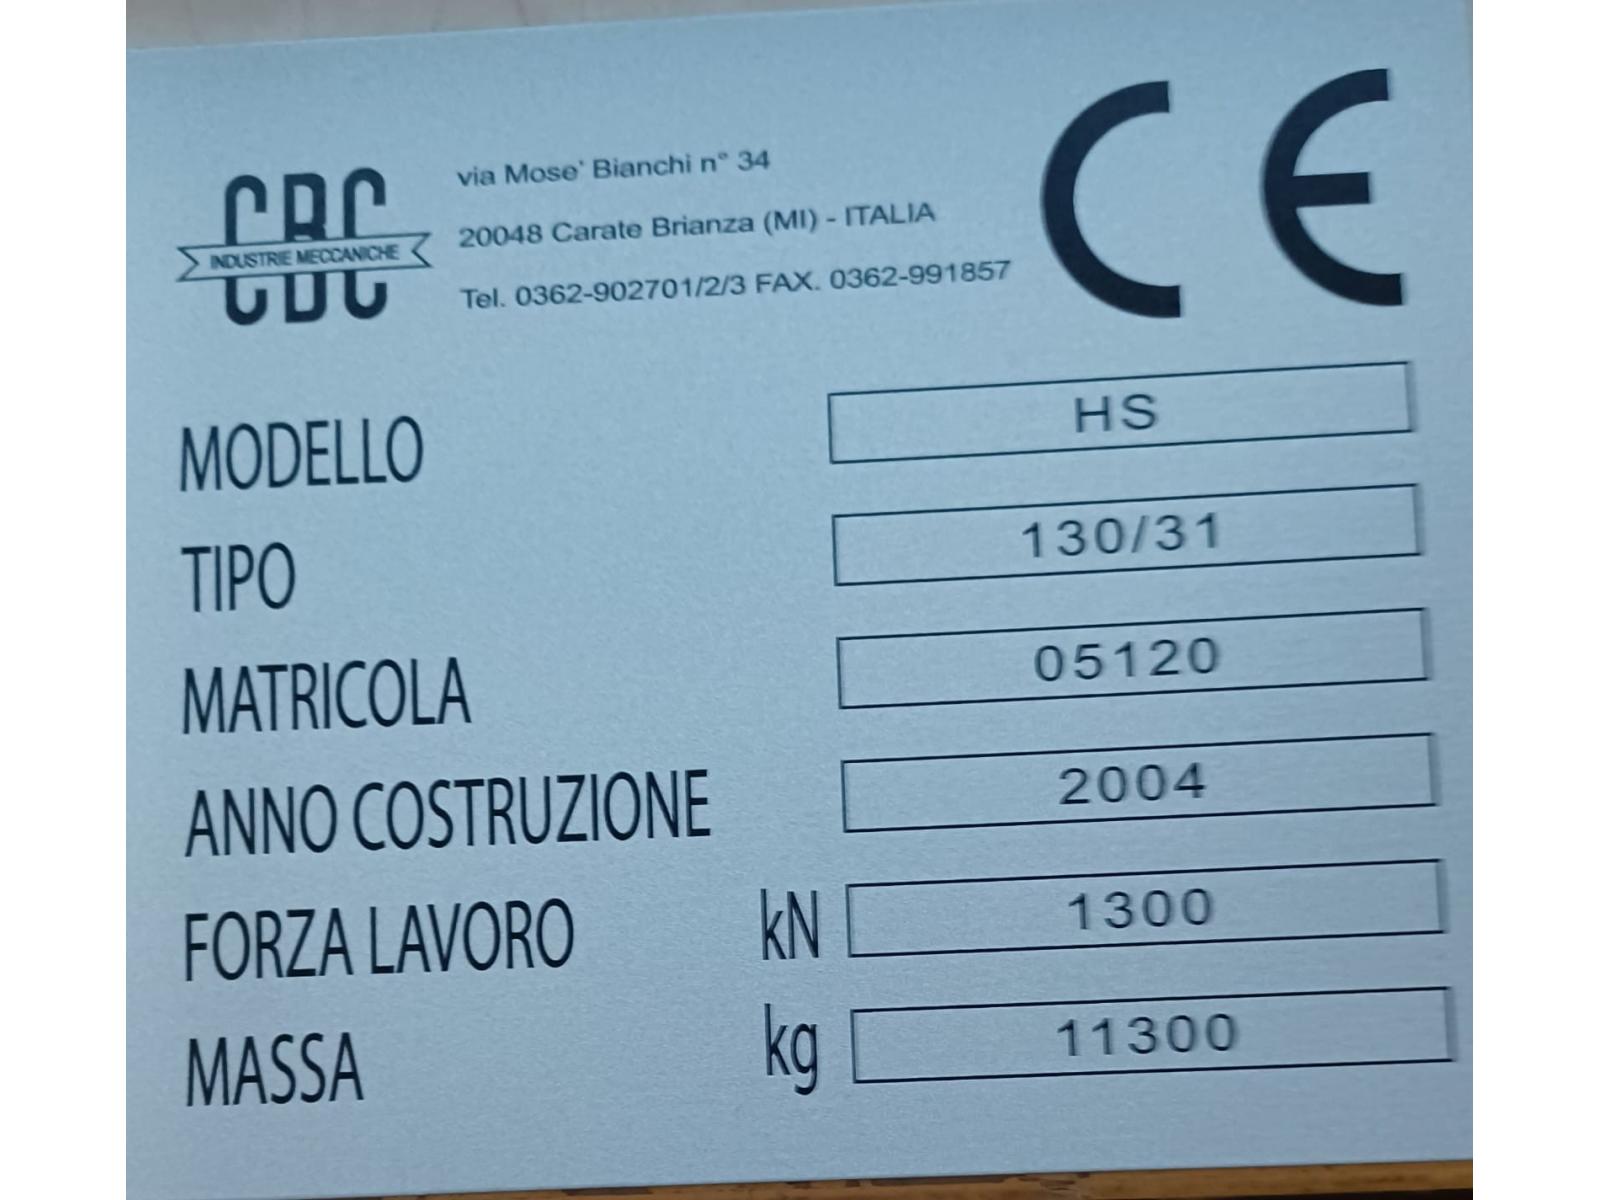 CBC
INDUSTRIE MECCANICHE
via Mose' Bianchi n° 34
20048 Carate Brianza (MI) - ITALIA
Tel. 0362-902701/2/3 FAX. 0362-991857
CE
MODELLO HS
TIPO 130/31
MATRICOLA 05120
ANNO COSTRUZIONE 2004
FORZA LAVORO kN 1300
MASSA kg 11300